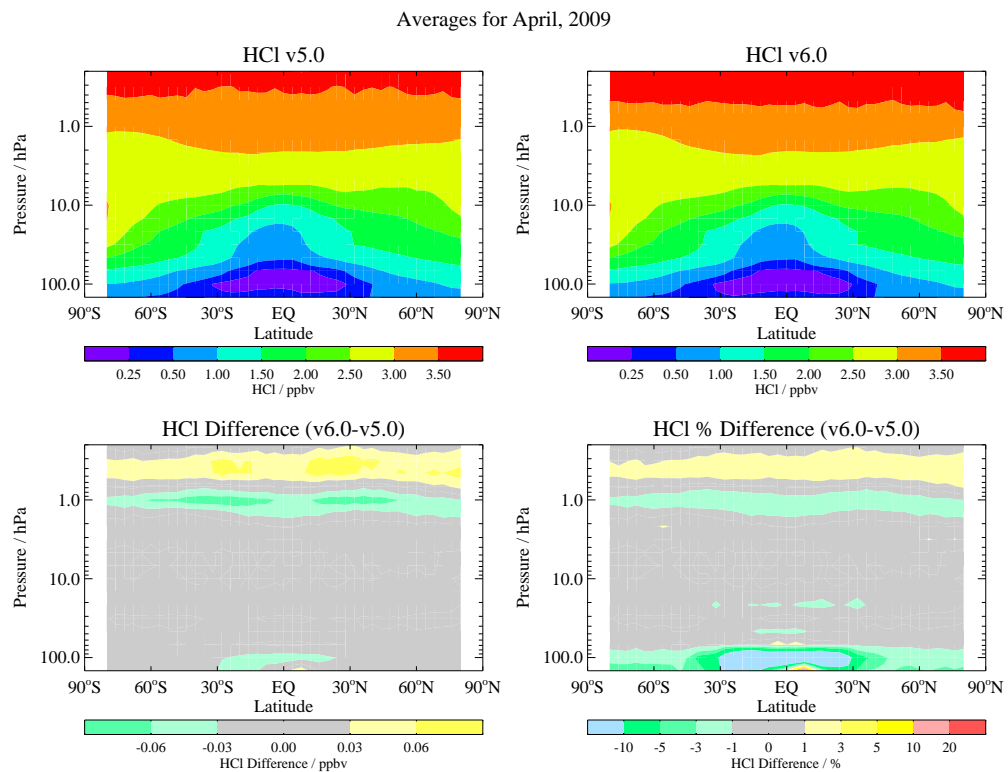 Averages for April, 2009
HCl v5.0
HCl v6.0
Pressure / hPa
1.0
10.0
100.0
90°S 60°S 30°S EQ 30°N 60°N 90°N
Latitude
0.25 0.50 1.00 1.50 2.00 2.50 3.00 3.50
HCl / ppbv
Pressure / hPa
1.0
10.0
100.0
90°S 60°S 30°S EQ 30°N 60°N 90°N
Latitude
0.25 0.50 1.00 1.50 2.00 2.50 3.00 3.50
HCl / ppbv
HCl Difference (v6.0-v5.0)
HCl % Difference (v6.0-v5.0)
Pressure / hPa
1.0
10.0
100.0
90°S 60°S 30°S EQ 30°N 60°N 90°N
Latitude
-0.06 -0.03 0.00 0.03 0.06
HCl Difference / ppbv
Pressure / hPa
1.0
10.0
100.0
90°S 60°S 30°S EQ 30°N 60°N 90°N
Latitude
-10 -5 -3 -1 0 1 3 5 10 20
HCl Difference / %